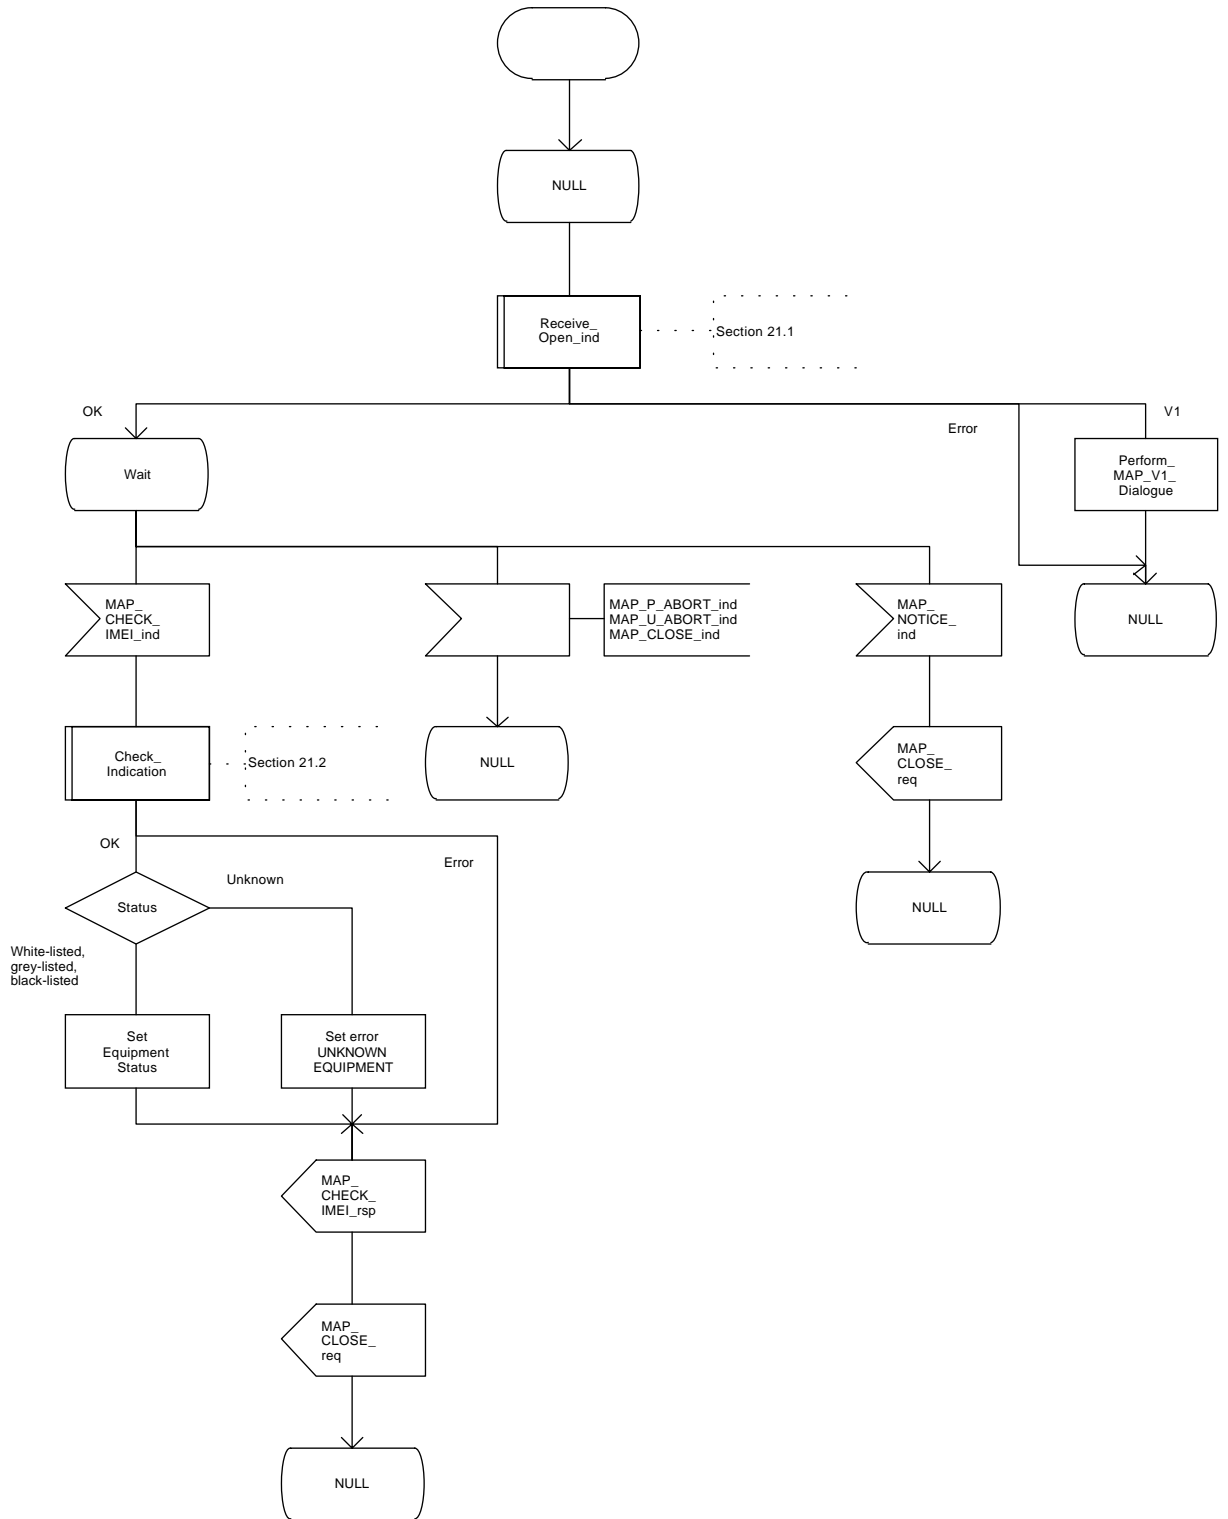 NULL
Receive_
Open_ind
Section 21.1
OK
Error
V1
Wait
Perform_
MAP_V1_
Dialogue
MAP_
CHECK_
IMEI_ind
MAP_P_ABORT_ind
MAP_U_ABORT_ind
MAP_CLOSE_ind
MAP_
NOTICE_
ind
NULL
Check_
Indication
Section 21.2
NULL
MAP_
CLOSE_
req
OK
Error
Unknown
Status
NULL
White-listed,
grey-listed,
black-listed
Set
Equipment
Status
Set error
UNKNOWN
EQUIPMENT
MAP_
CHECK_
IMEI_rsp
MAP_
CLOSE_
req
NULL